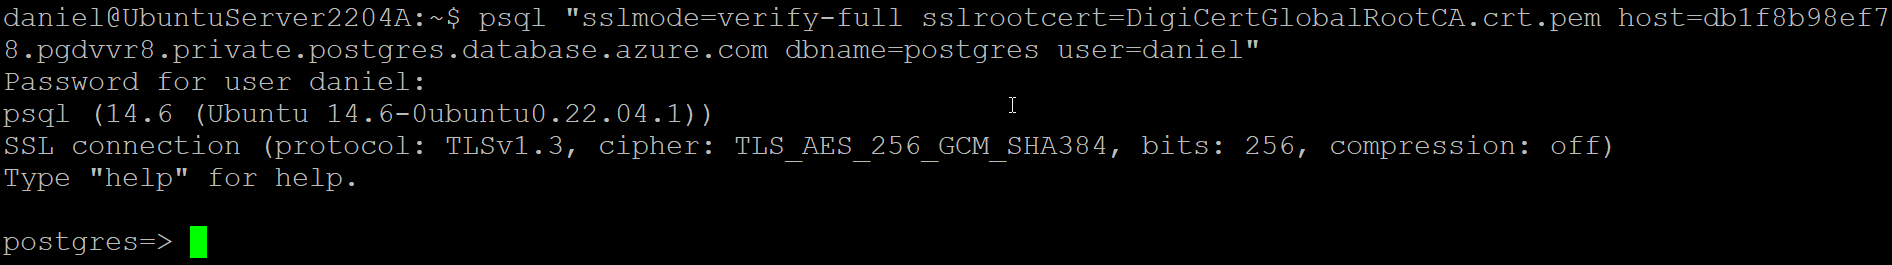 daniel@UbuntuServer2204A:~$ psql "sslmode=verify-full sslrootcert=DigiCertGlobalRootCA.crt.pem host=db1f8b98ef7
8.pgdvvr8.private.postgres.database.azure.com dbname=postgres user=daniel"
Password for user daniel:
psql (14.6 (Ubuntu 14.6-0ubuntu0.22.04.1))
SSL connection (protocol: TLSv1.3, cipher: TLS_AES_256_GCM_SHA384, bits: 256, compression: off)
Type "help" for help.
postgres=>